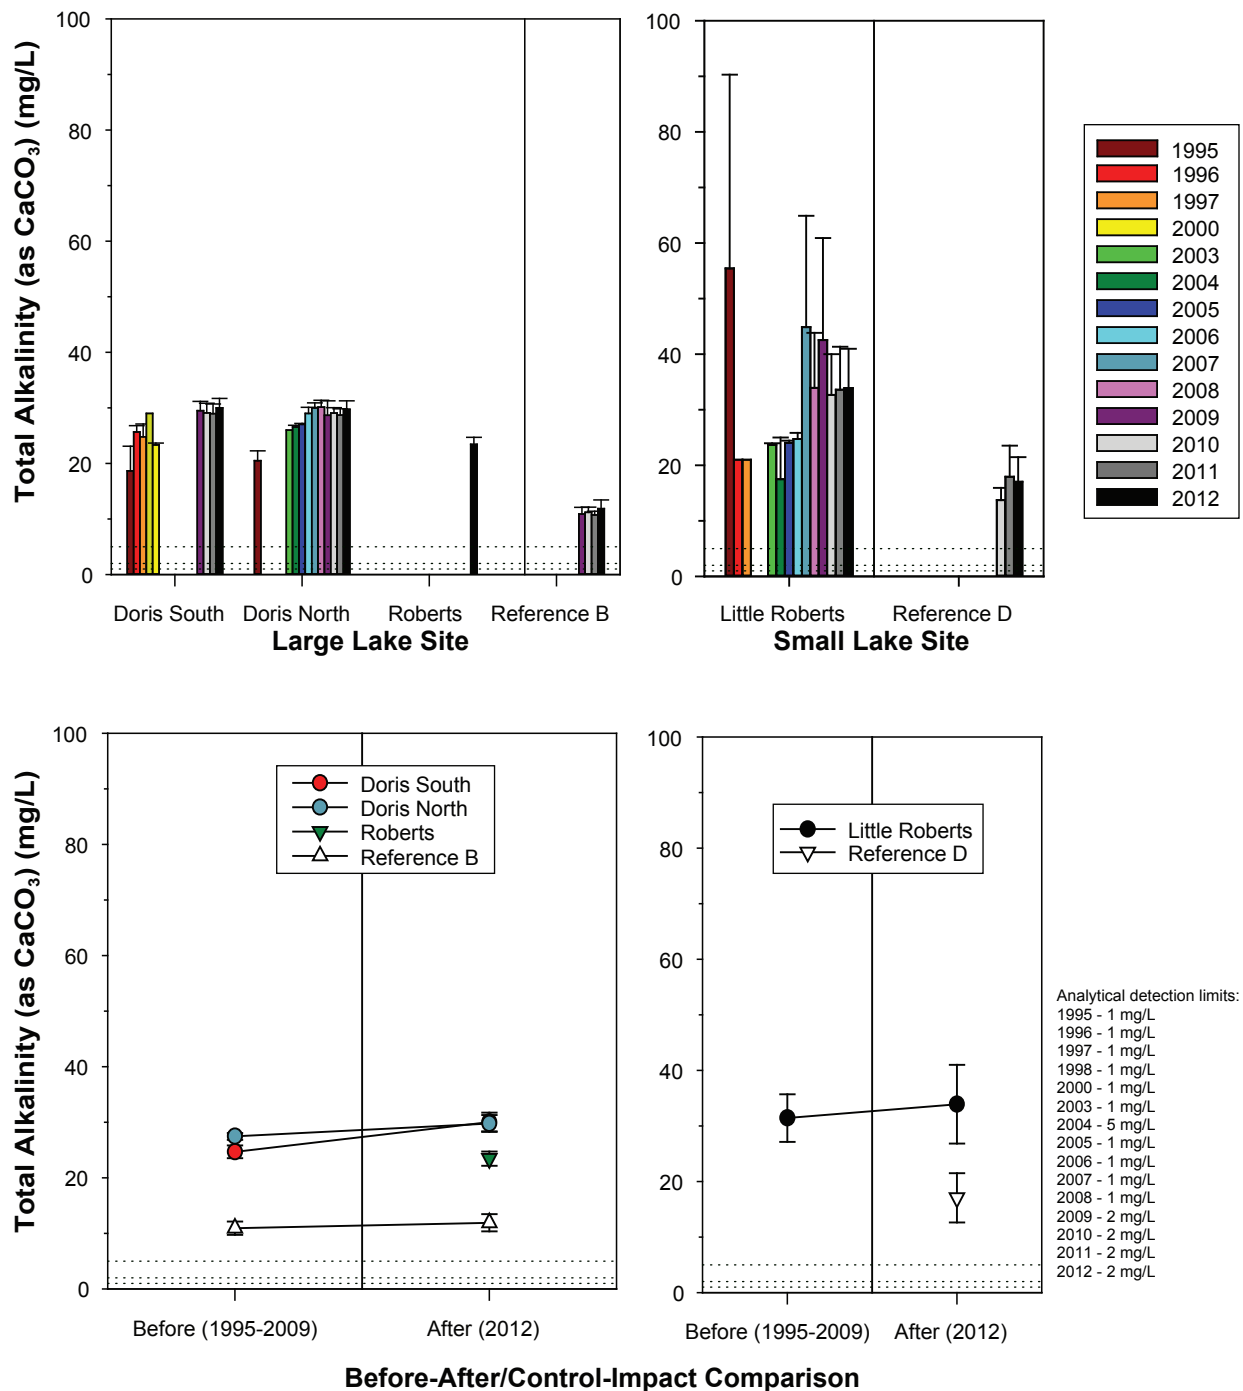 Total Alkalinity (as CaCO₃) (mg/L)
100
80
60
40
20
0
Doris South
Doris North
Roberts
Reference B
Large Lake Site
100
80
60
40
20
0
Little Roberts
Reference D
Small Lake Site
1995
1996
1997
2000
2003
2004
2005
2006
2007
2008
2009
2010
2011
2012
Total Alkalinity (as CaCO₃) (mg/L)
100
80
60
40
20
0
Doris South
Doris North
Roberts
Reference B
Before (1995-2009)
After (2012)
100
80
60
40
20
0
Little Roberts
Reference D
Before (1995-2009)
After (2012)
Analytical detection limits:
1995 - 1 mg/L
1996 - 1 mg/L
1997 - 1 mg/L
1998 - 1 mg/L
2000 - 1 mg/L
2003 - 1 mg/L
2004 - 5 mg/L
2005 - 1 mg/L
2006 - 1 mg/L
2007 - 1 mg/L
2008 - 1 mg/L
2009 - 2 mg/L
2010 - 2 mg/L
2011 - 2 mg/L
2012 - 2 mg/L
Before-After/Control-Impact Comparison